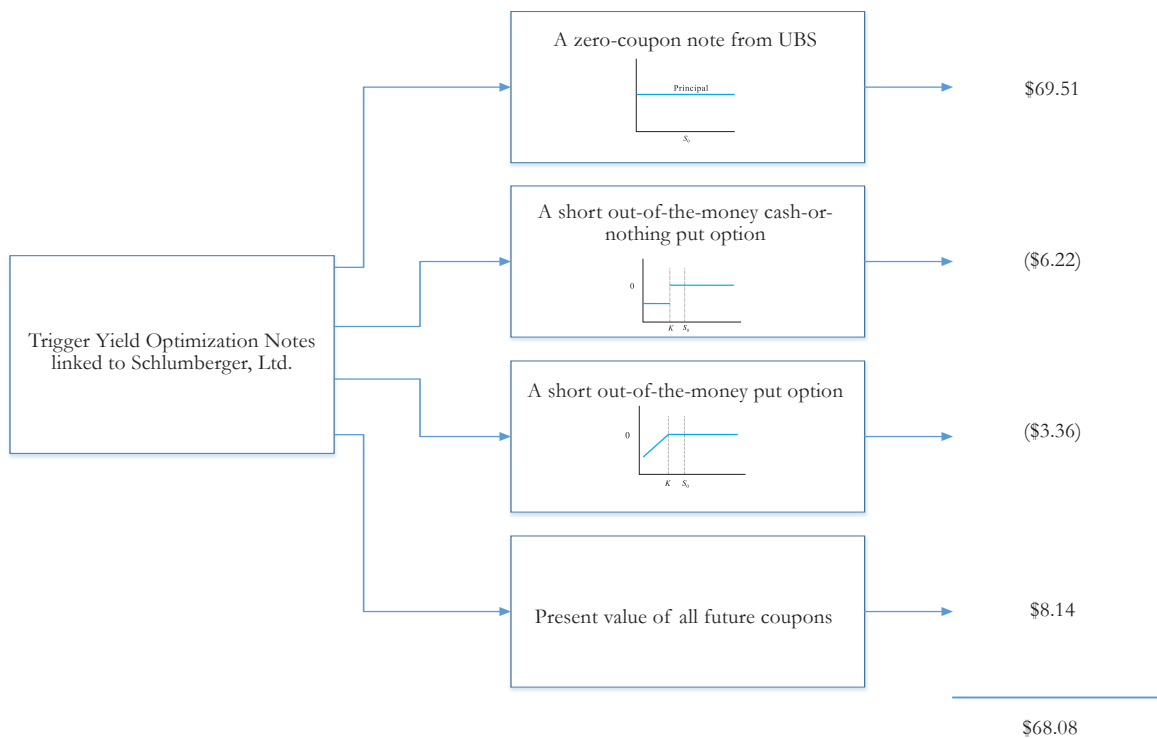 A zero-coupon note from UBS
Principal
S₀
$69.51
A short out-of-the-money cash-or-
nothing put option
0
K
S₀
($6.22)
Trigger Yield Optimization Notes
linked to Schlumberger, Ltd.
A short out-of-the-money put option
0
K
S₀
($3.36)
Present value of all future coupons
$8.14
$68.08